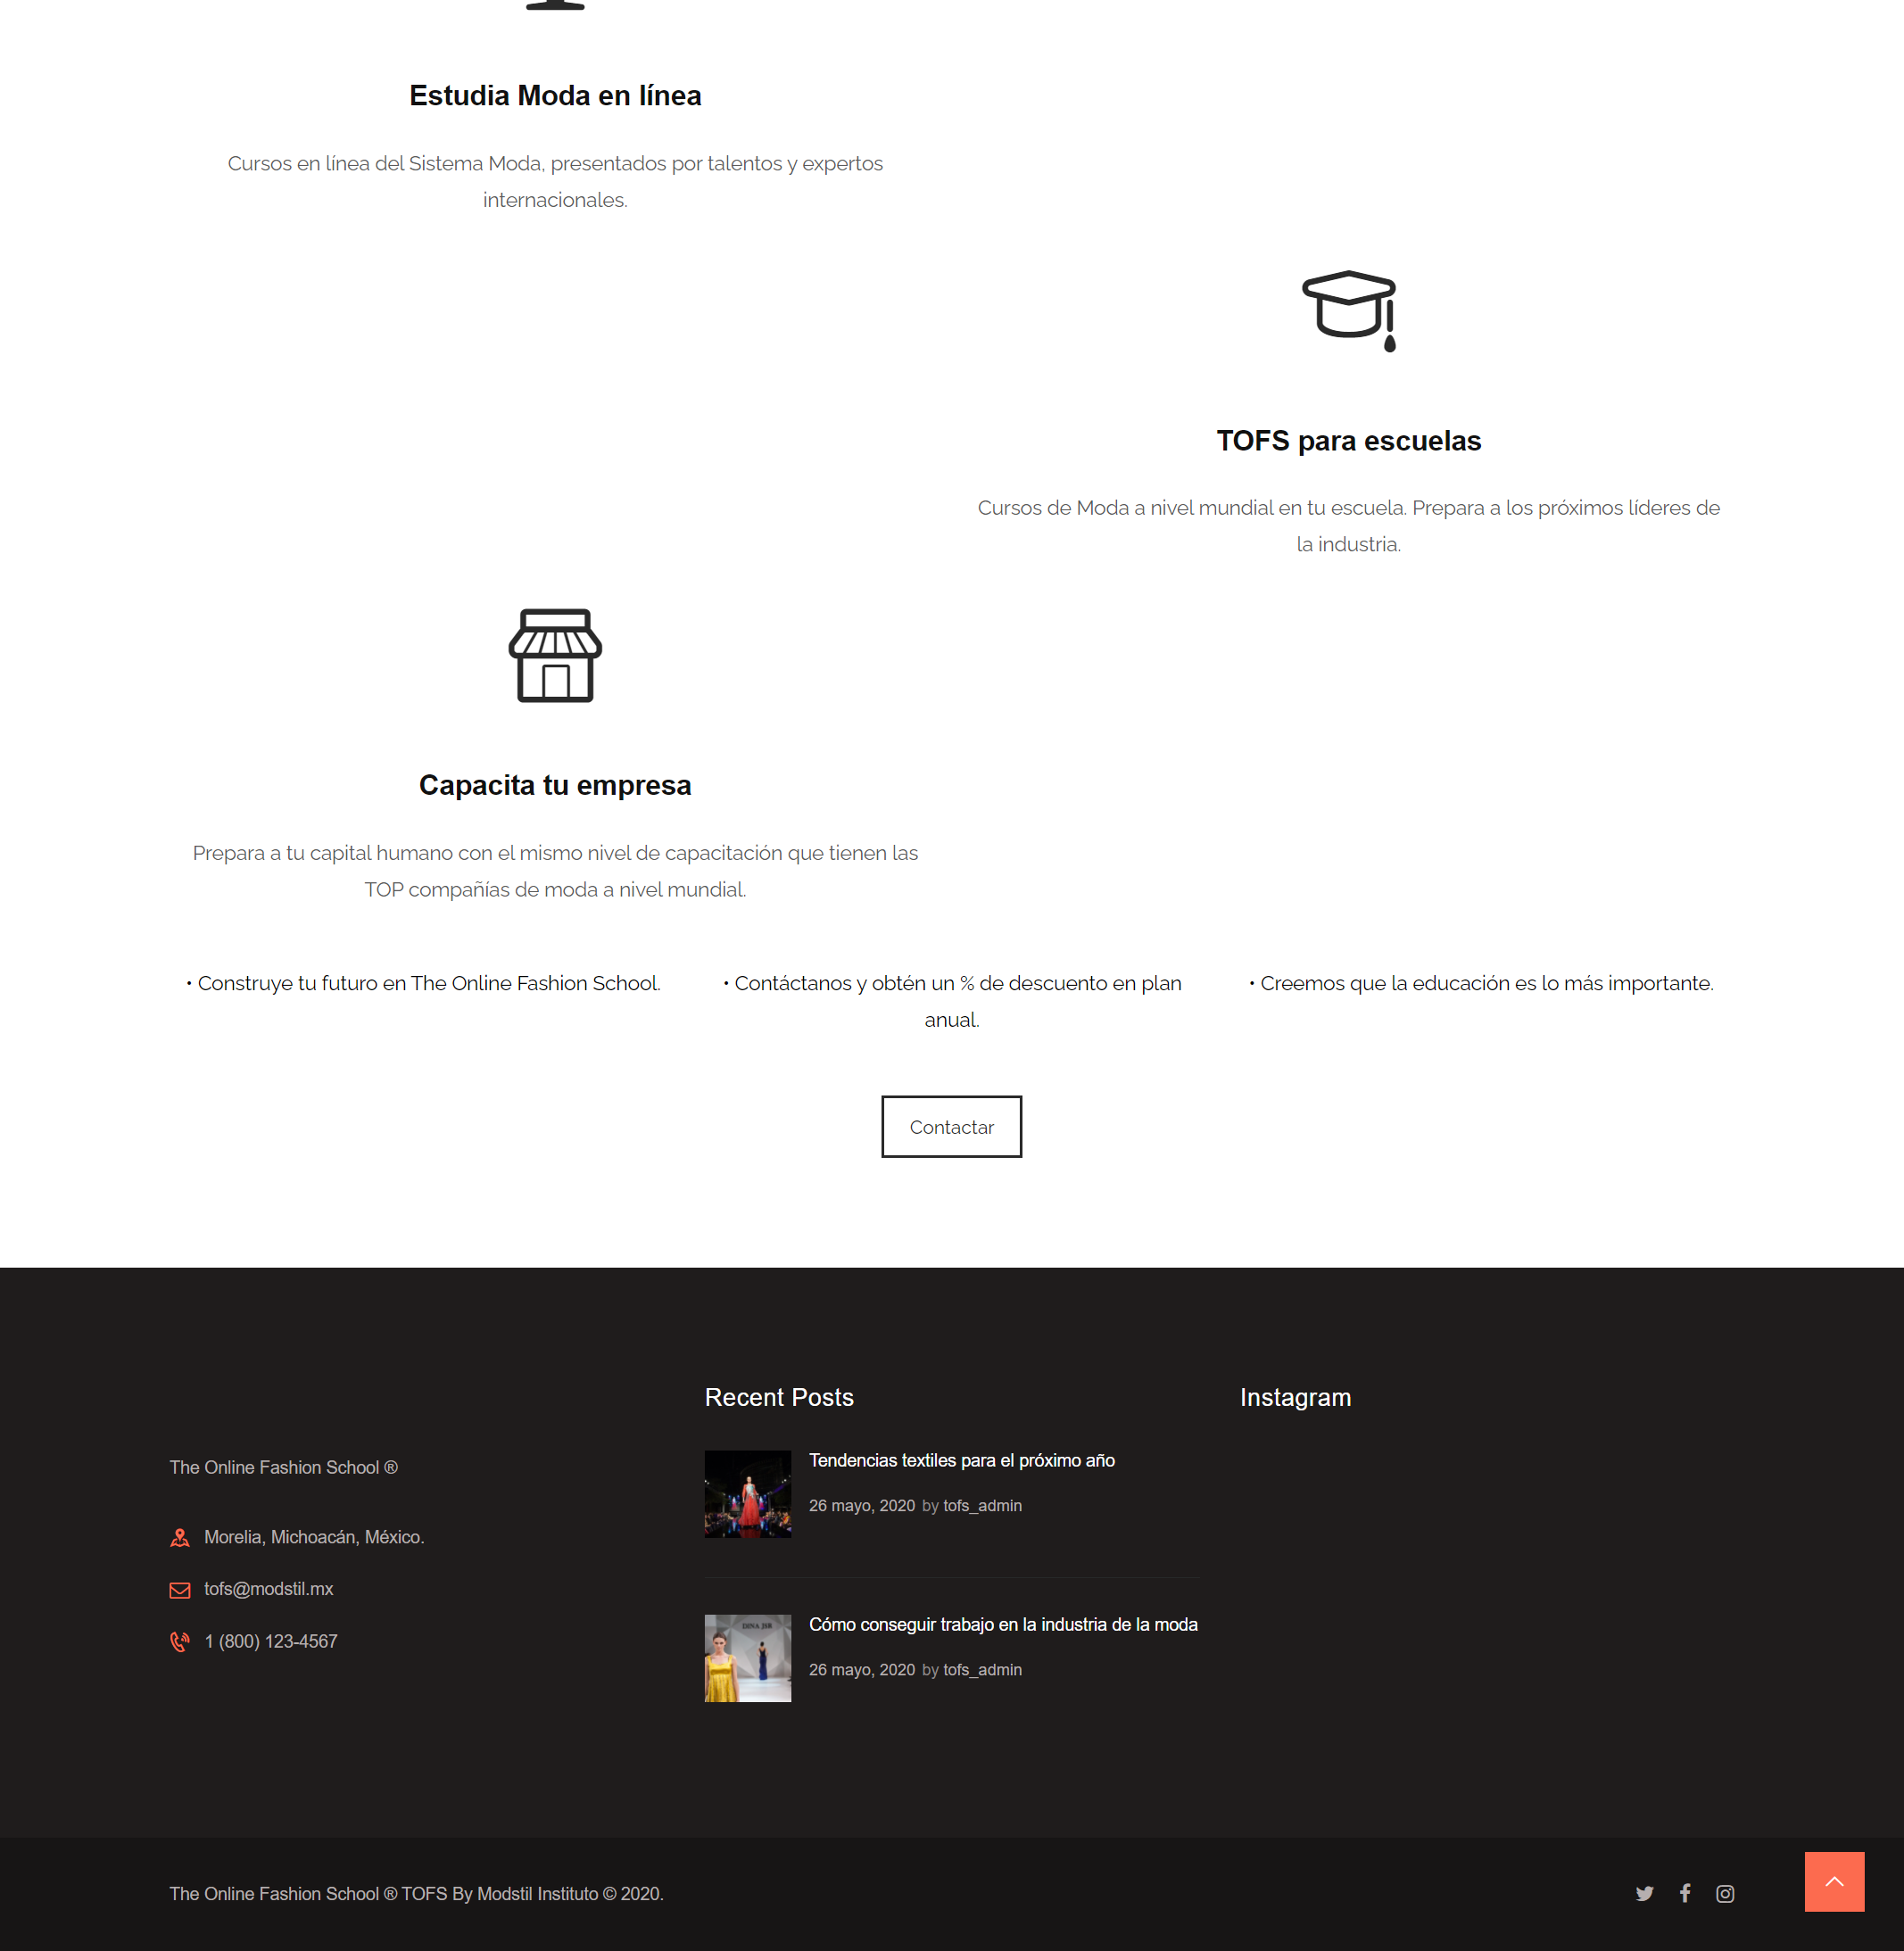 Estudia Moda en línea
Cursos en línea del Sistema Moda, presentados por talentos y expertos
internacionales.
TOFS para escuelas
Cursos de Moda a nivel mundial en tu escuela. Prepara a los próximos líderes de
la industria.
Capacita tu empresa
Prepara a tu capital humano con el mismo nivel de capacitación que tienen las
TOP compañías de moda a nivel mundial.
• Construye tu futuro en The Online Fashion School.
• Contáctanos y obtén un % de descuento en plan
anual.
• Creemos que la educación es lo más importante.
Contactar
The Online Fashion School ®
Morelia, Michoacán, México.
tofs@modstil.mx
1 (800) 123-4567
Recent Posts
Tendencias textiles para el próximo año
26 mayo, 2020 by tofs_admin
DINA JSR
Cómo conseguir trabajo en la industria de la moda
26 mayo, 2020 by tofs_admin
Instagram
The Online Fashion School ® TOFS By Modstil Instituto © 2020.